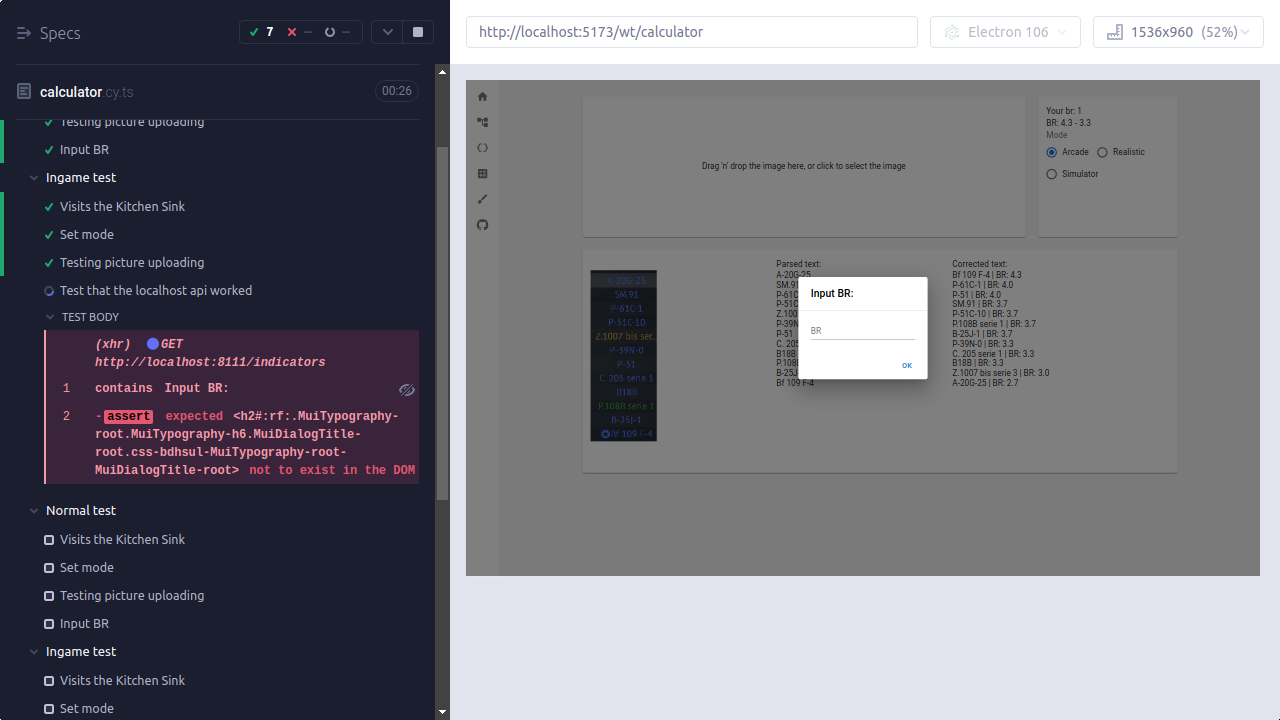 Specs
7
--
--
calculator.cy.ts
00:26
Testing picture uploading
Input BR
Ingame test
Visits the Kitchen Sink
Set mode
Testing picture uploading
Test that the localhost api worked
TEST BODY
(xhr) GET
http://localhost:8111/indicators
1 contains Input BR:
2 -assert expected <h2#:rf:.MuiTypography-
root.MuiTypography-h6.MuiDialogTitle-
root.css-bdhsul-MuiTypography-root-
MuiDialogTitle-root> not to exist in the DOM
Normal test
Visits the Kitchen Sink
Set mode
Testing picture uploading
Input BR
Ingame test
Visits the Kitchen Sink
Set mode
http://localhost:5173/wt/calculator
Electron 106
1536x960 (52%)
Drag 'n' drop the image here, or click to select the image
Your br: 1
BR: 4.3 - 3.3
Mode
Arcade
Realistic
Simulator
A-20G-25
SM.91
P-61C-1
P-51C-10
Z.1007 bis ser...
P-39N-0
P-51
C. 205 serie 1
B18B
P.108B serie 1
B-25J-1
Bf 109 F-4
Parsed text:
A-20G-25
SM.91
P-61C
P-51C
Z.1007
P-39N
P-51
C. 205
B18B
P.108
B-25J
Bf 109 F-4
Corrected text:
Bf 109 F-4 | BR: 4.3
P-61C-1 | BR: 4.0
P-51 | BR: 4.0
SM.91 | BR: 3.7
P-51C-10 | BR: 3.7
P.108B serie 1 | BR: 3.7
B-25J-1 | BR: 3.7
P-39N-0 | BR: 3.3
C. 205 serie 1 | BR: 3.3
B18B | BR: 3.3
Z.1007 bis serie 3 | BR: 3.0
A-20G-25 | BR: 2.7
Input BR:
BR
OK